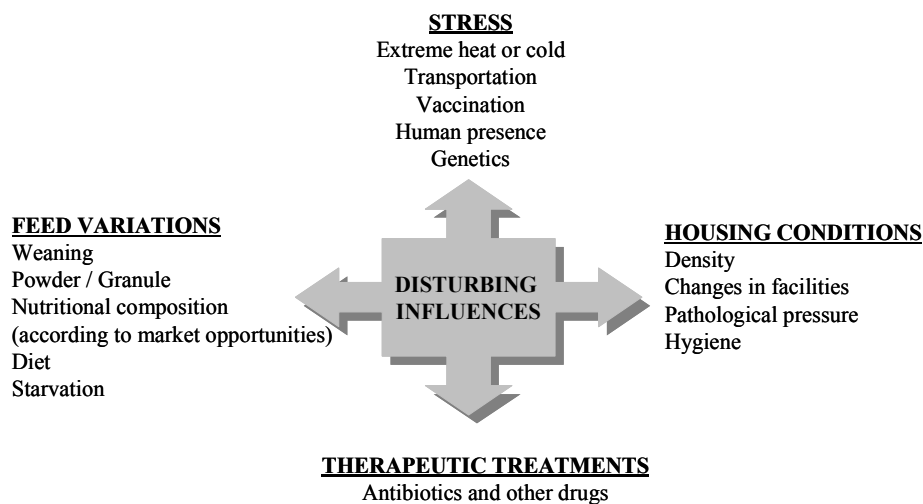 STRESS
Extreme heat or cold
Transportation
Vaccination
Human presence
Genetics
FEED VARIATIONS
Weaning
Powder / Granule
Nutritional composition
(according to market opportunities)
Diet
Starvation
DISTURBING
INFLUENCES
HOUSING CONDITIONS
Density
Changes in facilities
Pathological pressure
Hygiene
THERAPEUTIC TREATMENTS
Antibiotics and other drugs